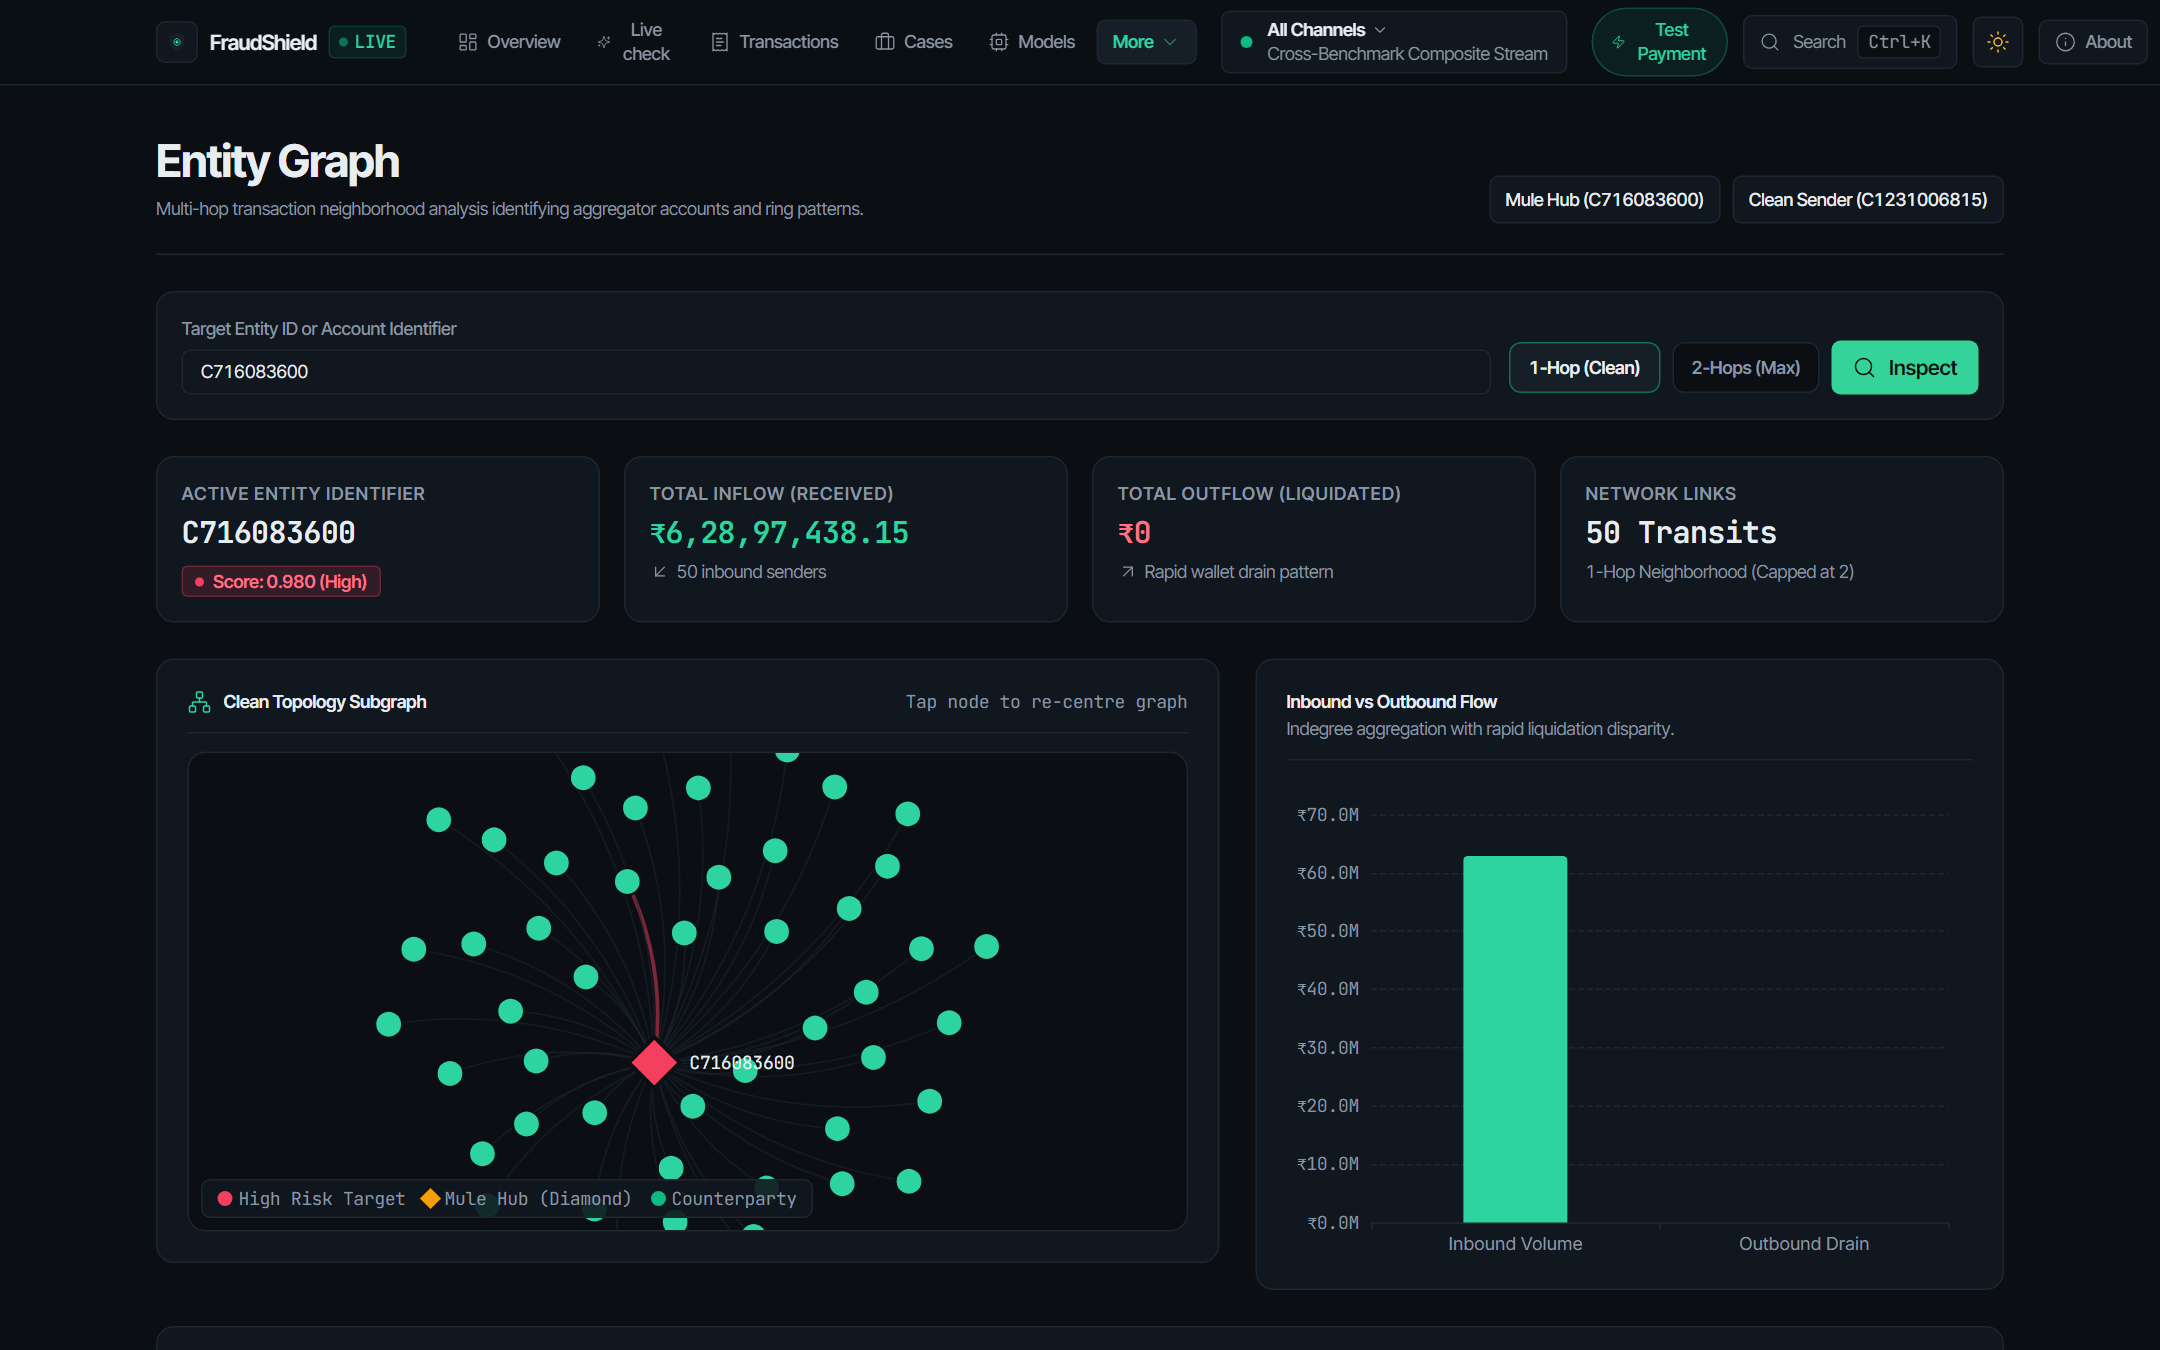 FraudShield
LIVE
Overview
Live
check
Transactions
Cases
Models
More
All Channels
Cross-Benchmark Composite Stream
Test
Payment
Search
Ctrl+K
About
Entity Graph
Multi-hop transaction neighborhood analysis identifying aggregator accounts and ring patterns.
Mule Hub (C716083600)
Clean Sender (C1231006815)
Target Entity ID or Account Identifier
C716083600
1-Hop (Clean)
2-Hops (Max)
Inspect
ACTIVE ENTITY IDENTIFIER
C716083600
Score: 0.980 (High)
TOTAL INFLOW (RECEIVED)
₹6,28,97,438.15
50 inbound senders
TOTAL OUTFLOW (LIQUIDATED)
₹0
Rapid wallet drain pattern
NETWORK LINKS
50 Transits
1-Hop Neighborhood (Capped at 2)
Clean Topology Subgraph
Tap node to re-centre graph
C716083600
High Risk Target
Mule Hub (Diamond)
Counterparty
Inbound vs Outbound Flow
Indegree aggregation with rapid liquidation disparity.
₹70.0M
₹60.0M
₹50.0M
₹40.0M
₹30.0M
₹20.0M
₹10.0M
₹0.0M
Inbound Volume
Outbound Drain